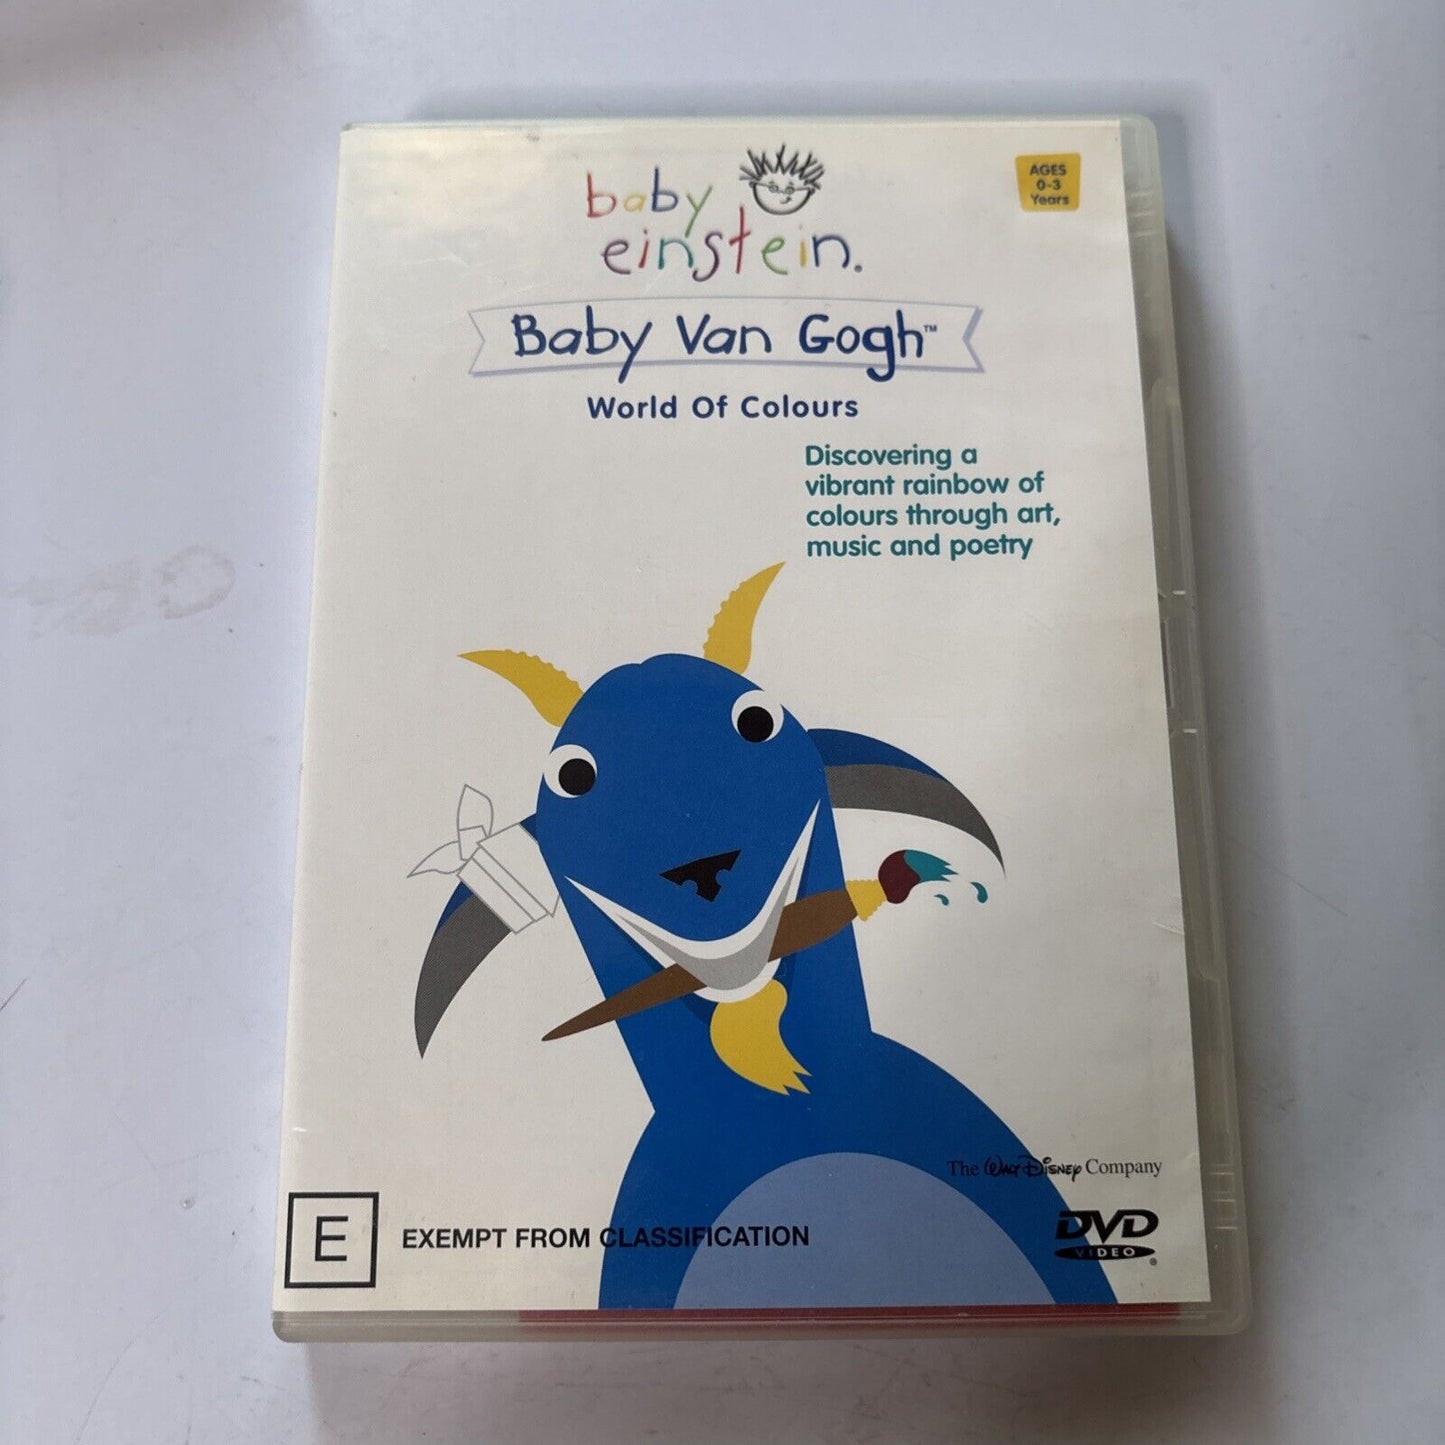 baby
einstein.
AGES
0-3
Years
Baby Van Gogh™
World Of Colours
Discovering a
vibrant rainbow of
colours through art,
music and poetry
The Walt Disney Company
E
EXEMPT FROM CLASSIFICATION
DVD
VIDEO
®